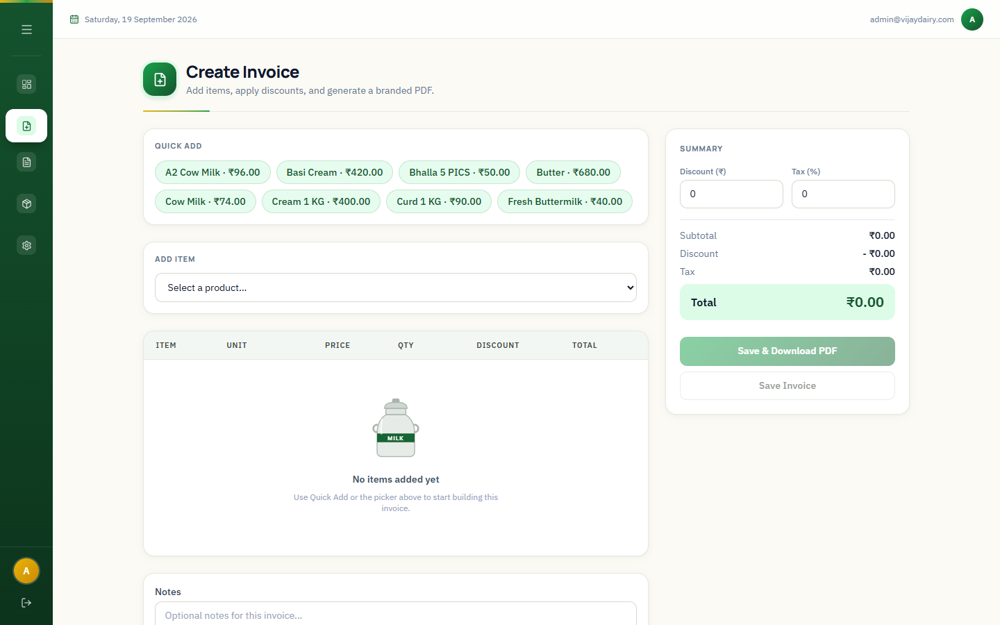 Saturday, 19 September 2026
admin@vijaydairy.com
A
Create Invoice
Add items, apply discounts, and generate a branded PDF.
QUICK ADD
A2 Cow Milk · ₹96.00
Basi Cream · ₹420.00
Bhalla 5 PICS · ₹50.00
Butter · ₹680.00
Cow Milk · ₹74.00
Cream 1 KG · ₹400.00
Curd 1 KG · ₹90.00
Fresh Buttermilk · ₹40.00
ADD ITEM
Select a product...
ITEM UNIT PRICE QTY DISCOUNT TOTAL
MILK
No items added yet
Use Quick Add or the picker above to start building this
invoice.
Notes
Optional notes for this invoice...
SUMMARY
Discount (₹) Tax (%)
0 0
Subtotal ₹0.00
Discount - ₹0.00
Tax ₹0.00
Total ₹0.00
Save & Download PDF
Save Invoice
A